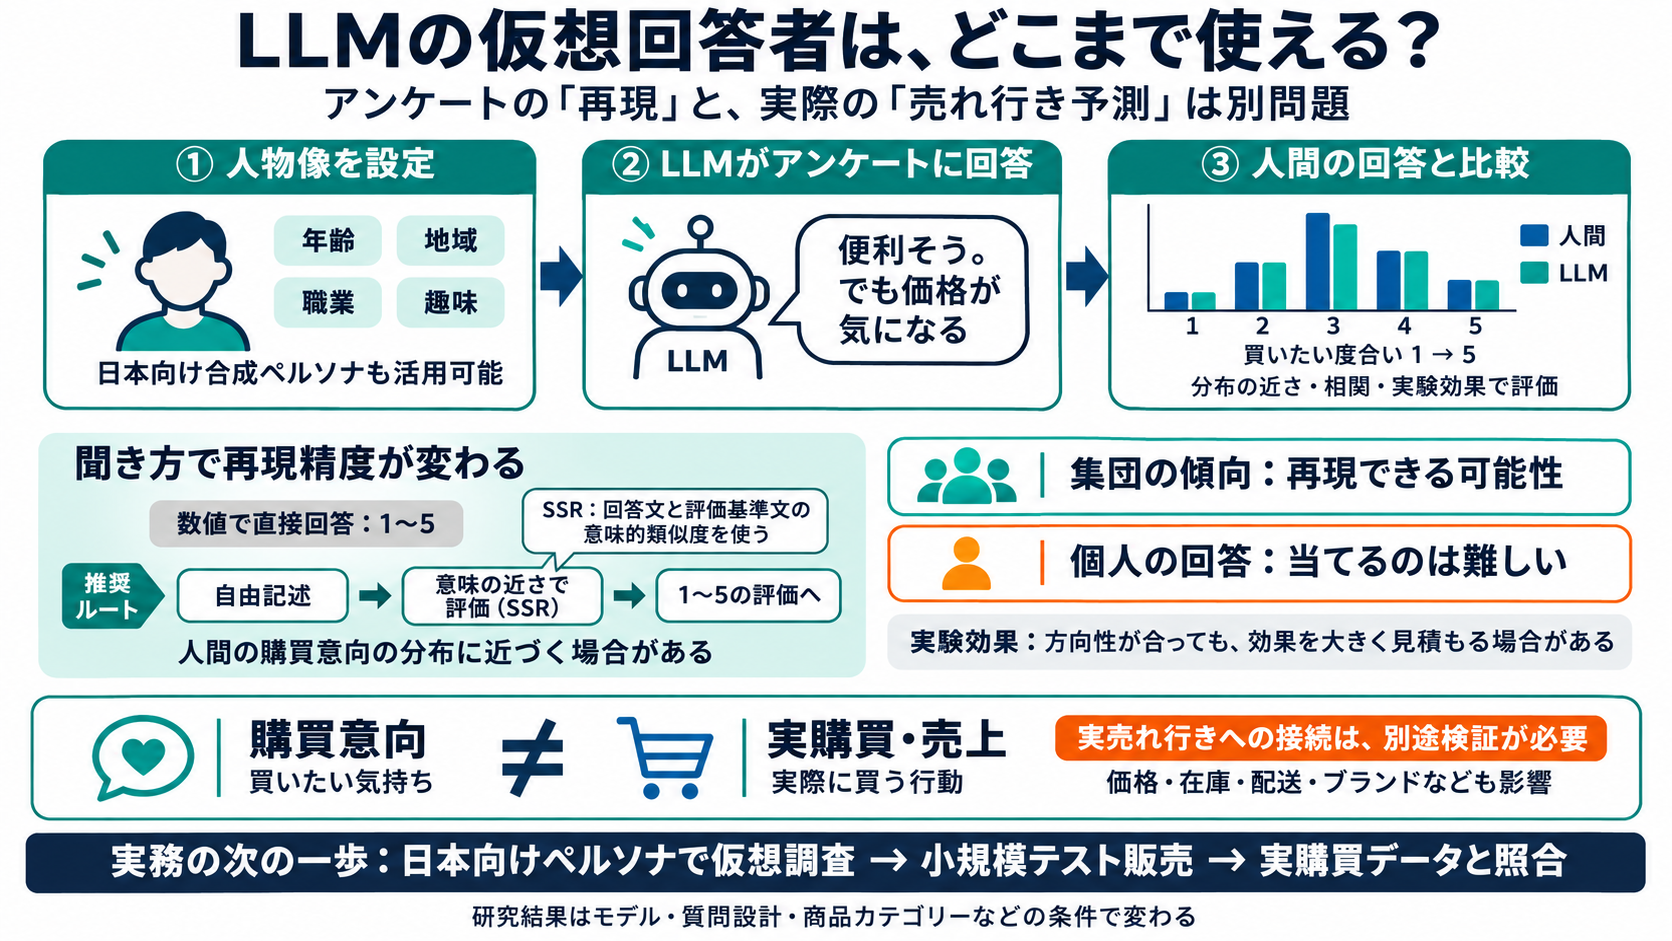 LLMの仮想回答者は、どこまで使える？
アンケートの「再現」と、実際の「売れ行き予測」は別問題
① 人物像を設定
年齢
地域
職業
趣味
日本向け合成ペルソナも活用可能
② LLMがアンケートに回答
LLM
便利そう。
でも価格が
気になる
③ 人間の回答と比較
人間
LLM
1 2 3 4 5
買いたい度合い 1 → 5
分布の近さ・相関・実験効果で評価
聞き方で再現精度が変わる
数値で直接回答：1〜5
SSR：回答文と評価基準文の
意味的類似度を使う
推奨
ルート
自由記述
意味の近さで
評価（SSR）
1〜5の評価へ
人間の購買意向の分布に近づく場合がある
集団の傾向：再現できる可能性
個人の回答：当てるのは難しい
実験効果：方向性が合っても、効果を大きく見積もる場合がある
購買意向
買いたい気持ち
≠
実購買・売上
実際に買う行動
実売れ行きへの接続は、別途検証が必要
価格・在庫・配送・ブランドなども影響
実務の次の一歩：日本向けペルソナで仮想調査 → 小規模テスト販売 → 実購買データと照合
研究結果はモデル・質問設計・商品カテゴリーなどの条件で変わる